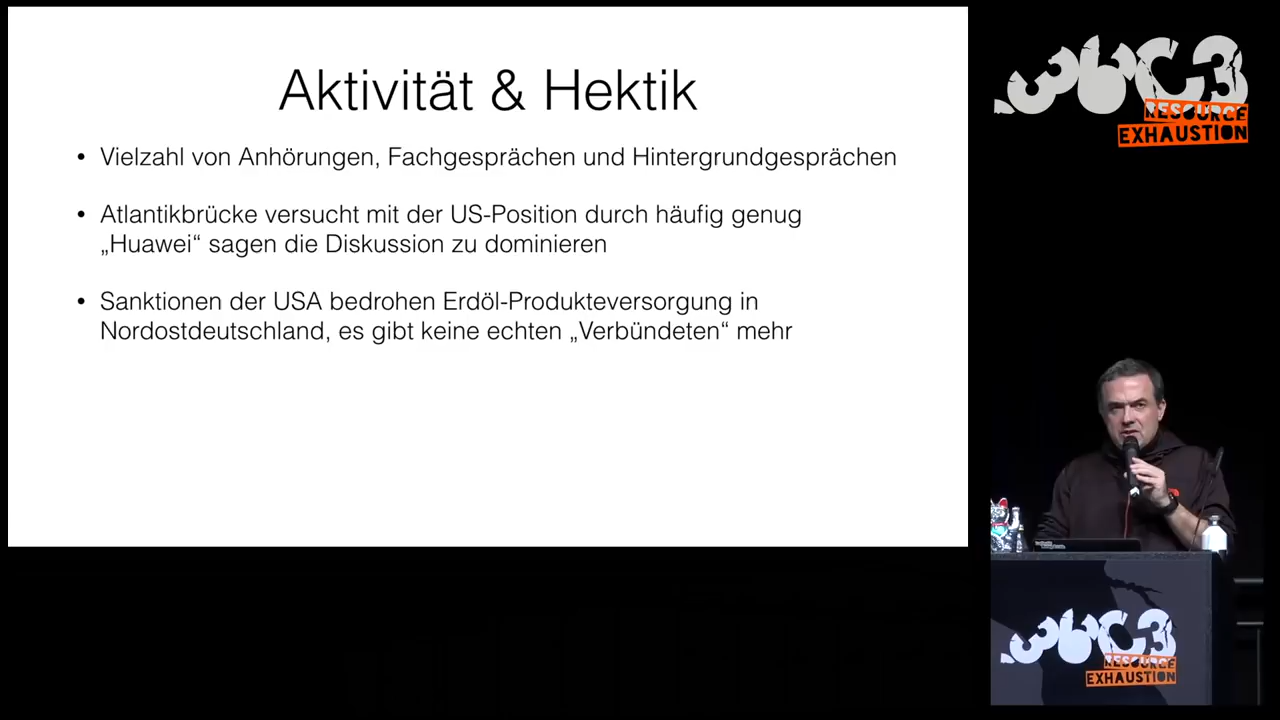 Aktivität & Hektik
• Vielzahl von Anhörungen, Fachgesprächen und Hintergrundgesprächen
• Atlantikbrücke versucht mit der US-Position durch häufig genug
„Huawei“ sagen die Diskussion zu dominieren
• Sanktionen der USA bedrohen Erdöl-Produkteversorgung in
Nordostdeutschland, es gibt keine echten „Verbündeten“ mehr
36C3
RESOURCE
EXHAUSTION
36C3
RESOURCE
EXHAUSTION